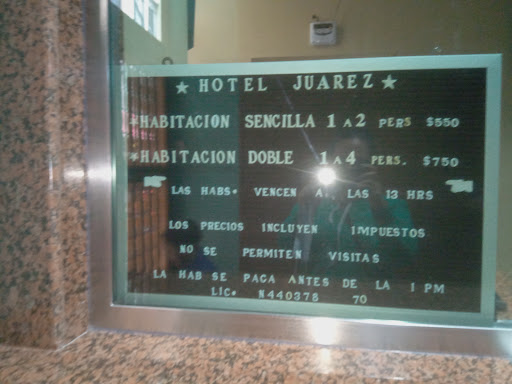 ★ HOTEL JUAREZ ★
*HABITACION SENCILLA 1 A 2 PERS $550
*HABITACION DOBLE 1 A 4 PERS. $750
LAS HABS• VENCEN A LAS 13 HRS
LOS PRECIOS INCLUYEN IMPUESTOS
NO SE PERMITEN VISITAS
LA HAB SE PAGA ANTES DE LA 1 PM
LIC• N440378 70